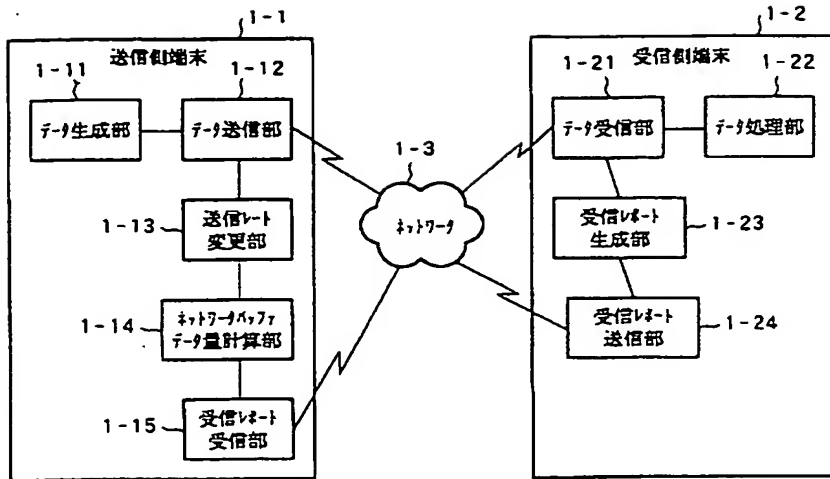 1-1
送信側端末
1-11
データ生成部
1-12
データ送信部
1-13
送信レート
変更部
1-14
ネットワークバッファ
データ量計算部
1-15
受信レポート
受信部
1-3
ネットワーク
1-2
受信側端末
1-21
データ受信部
1-22
データ処理部
受信レポート
生成部
1-23
受信レポート
送信部
1-24